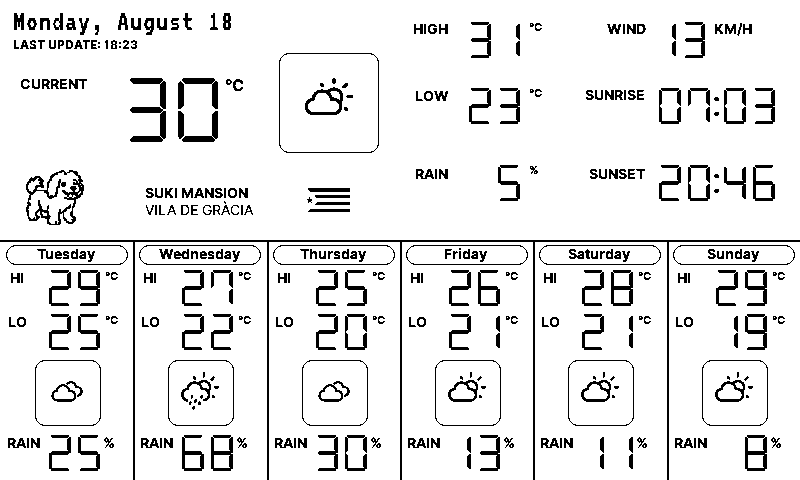 Monday, August 18
LAST UPDATE: 18:23
CURRENT 30 °C
HIGH 31 °C
WIND 13 KM/H
LOW 23 °C
SUNRISE 07:03
RAIN 5 %
SUNSET 20:46
SUKI MANSION
VILA DE GRÀCIA
Tuesday
HI 29 °C
LO 25 °C
RAIN 25 %
Wednesday
HI 27 °C
LO 22 °C
RAIN 68 %
Thursday
HI 25 °C
LO 20 °C
RAIN 30 %
Friday
HI 26 °C
LO 21 °C
RAIN 13 %
Saturday
HI 28 °C
LO 21 °C
RAIN 11 %
Sunday
HI 29 °C
LO 19 °C
RAIN 8 %